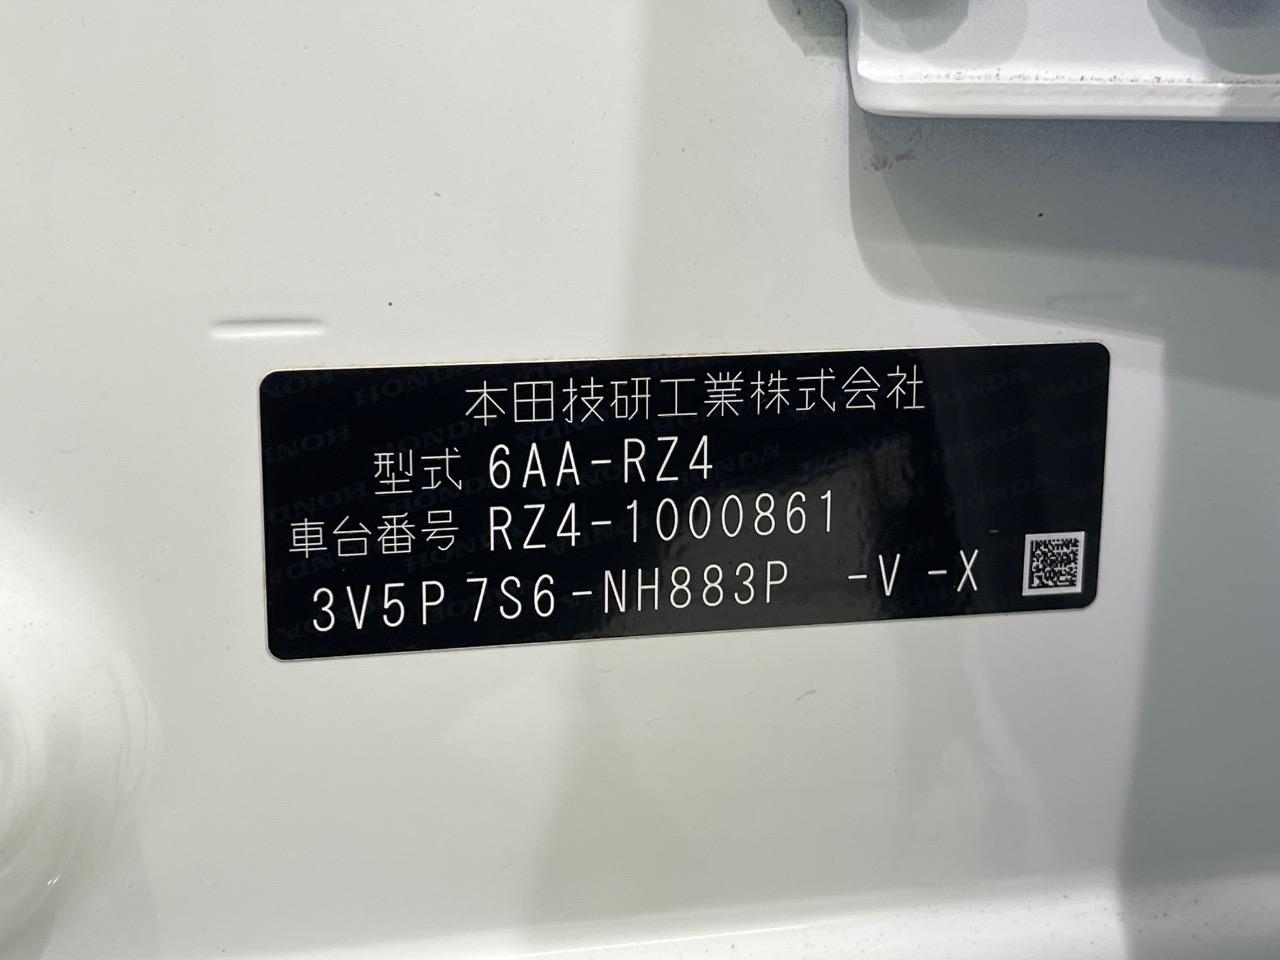 本田技研工業株式会社
型式 6AA-RZ4
車台番号 RZ4-1000861
3V5P7S6-NH883P -V -X